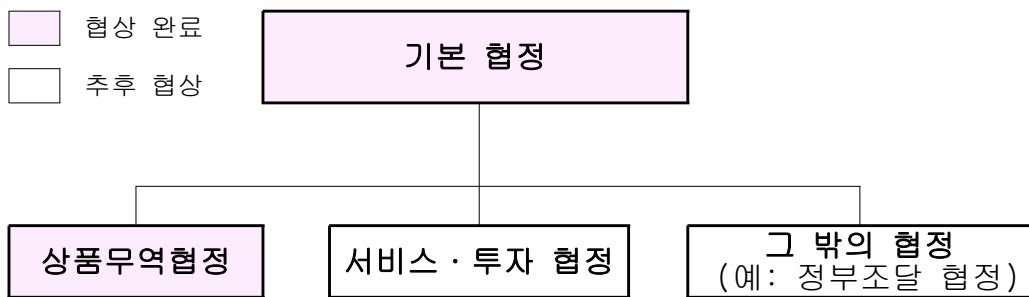 협상 완료
추후 협상
기본 협정
상품무역협정
서비스·투자 협정
그 밖의 협정
(예: 정부조달 협정)